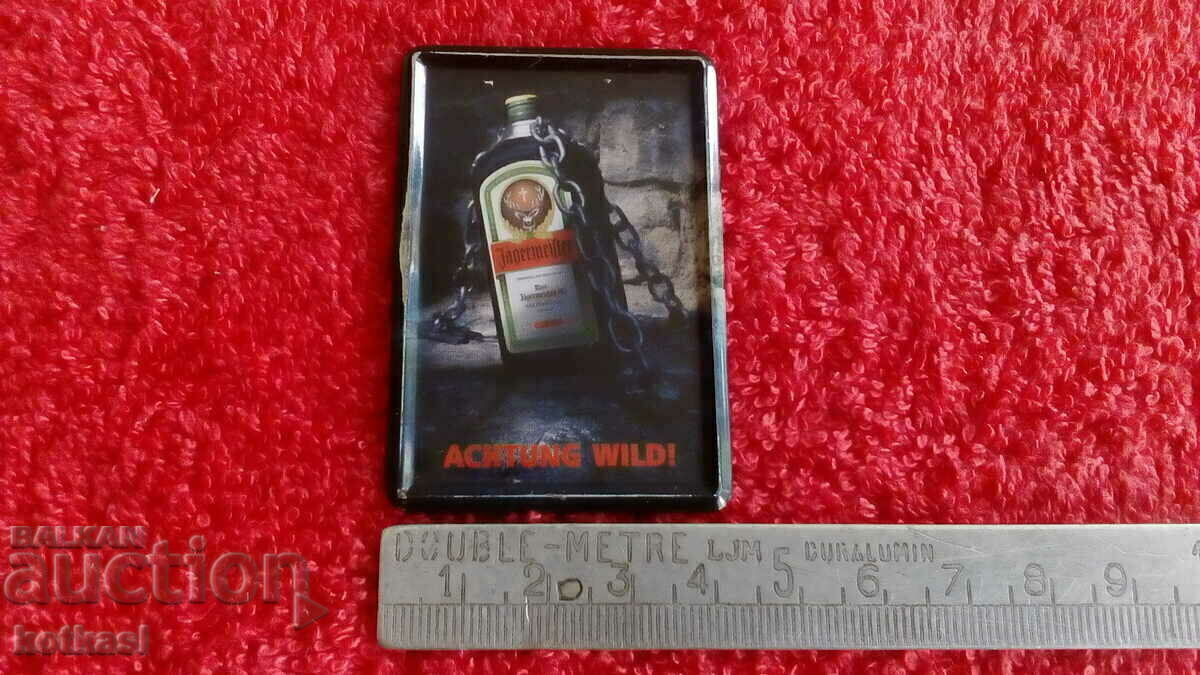 Jägermeister
ACHTUNG WILD!
DOUBLE-METRE LJM DURALUMIN
1 2 3 4 5 6 7 8 9
BALKAN
auction
kotkasl